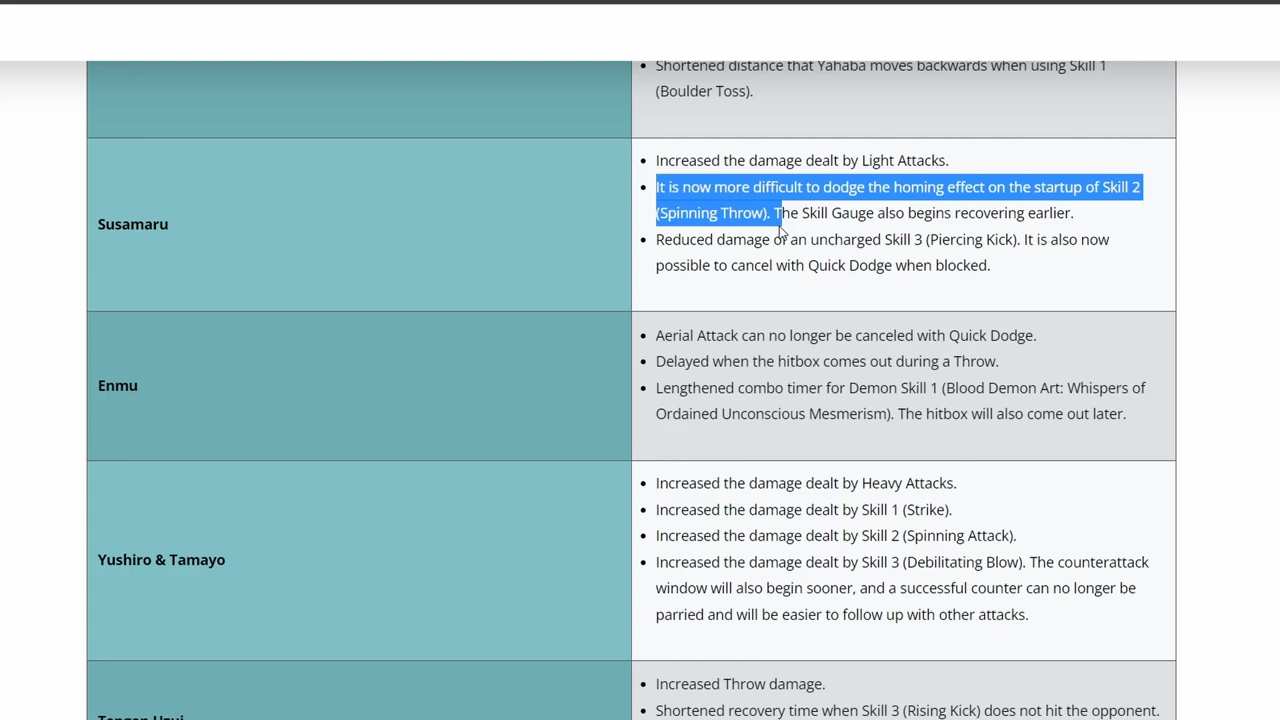 Shortened distance that Yahaba moves backwards when using Skill 1
(Boulder Toss).
Susamaru
Increased the damage dealt by Light Attacks.
It is now more difficult to dodge the homing effect on the startup of Skill 2
(Spinning Throw). The Skill Gauge also begins recovering earlier.
Reduced damage of an uncharged Skill 3 (Piercing Kick). It is also now
possible to cancel with Quick Dodge when blocked.
Enmu
Aerial Attack can no longer be canceled with Quick Dodge.
Delayed when the hitbox comes out during a Throw.
Lengthened combo timer for Demon Skill 1 (Blood Demon Art: Whispers of
Ordained Unconscious Mesmerism). The hitbox will also come out later.
Yushiro & Tamayo
Increased the damage dealt by Heavy Attacks.
Increased the damage dealt by Skill 1 (Strike).
Increased the damage dealt by Skill 2 (Spinning Attack).
Increased the damage dealt by Skill 3 (Debilitating Blow). The counterattack
window will also begin sooner, and a successful counter can no longer be
parried and will be easier to follow up with other attacks.
Tengen Uzui
Increased Throw damage.
Shortened recovery time when Skill 3 (Rising Kick) does not hit the opponent.